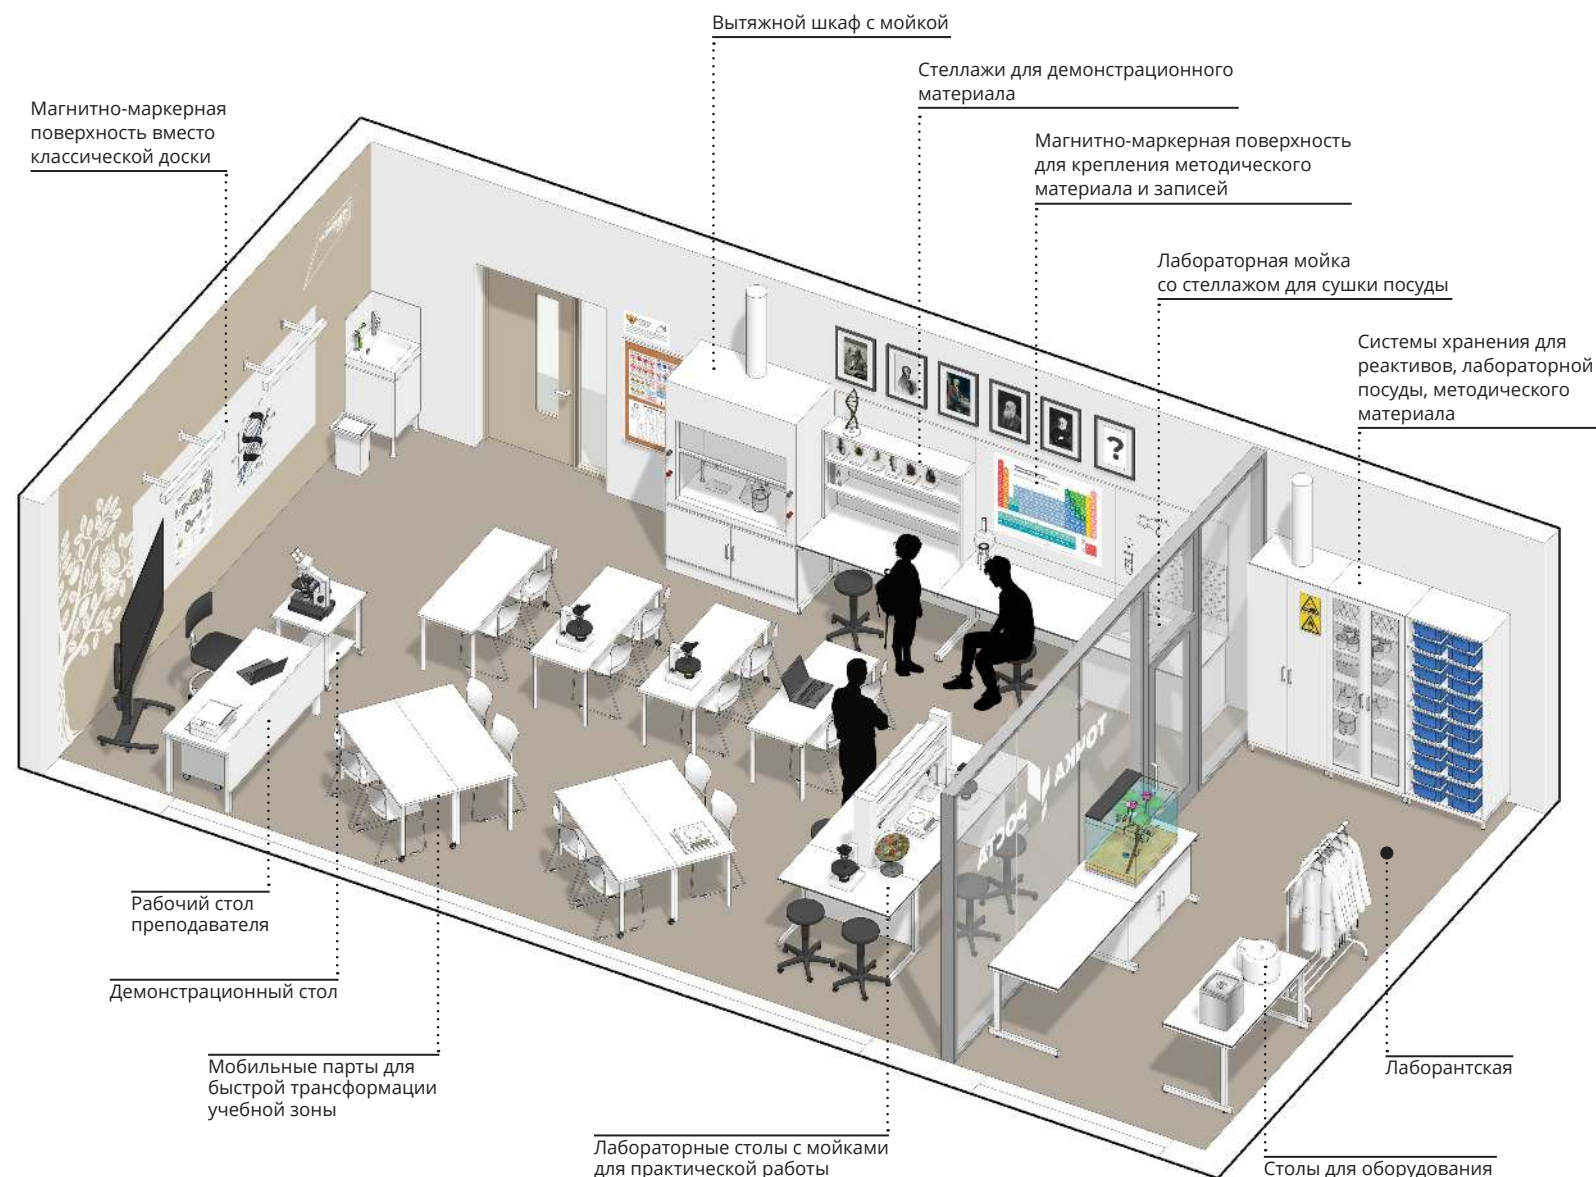 Вытяжной шкаф с мойкой
Стеллажи для демонстрационного
материала
Магнитно-маркерная
поверхность вместо
классической доски
Магнитно-маркерная поверхность
для крепления методического
материала и записей
Лабораторная мойка
со стеллажом для сушки посуды
Системы хранения для
реактивов, лабораторной
посуды, методического
материала
?
ТОЧКА
РОСТА
Рабочий стол
преподавателя
Демонстрационный стол
Мобильные парты для
быстрой трансформации
учебной зоны
Лаборантская
Лабораторные столы с мойками
для практической работы
Столы для оборудования